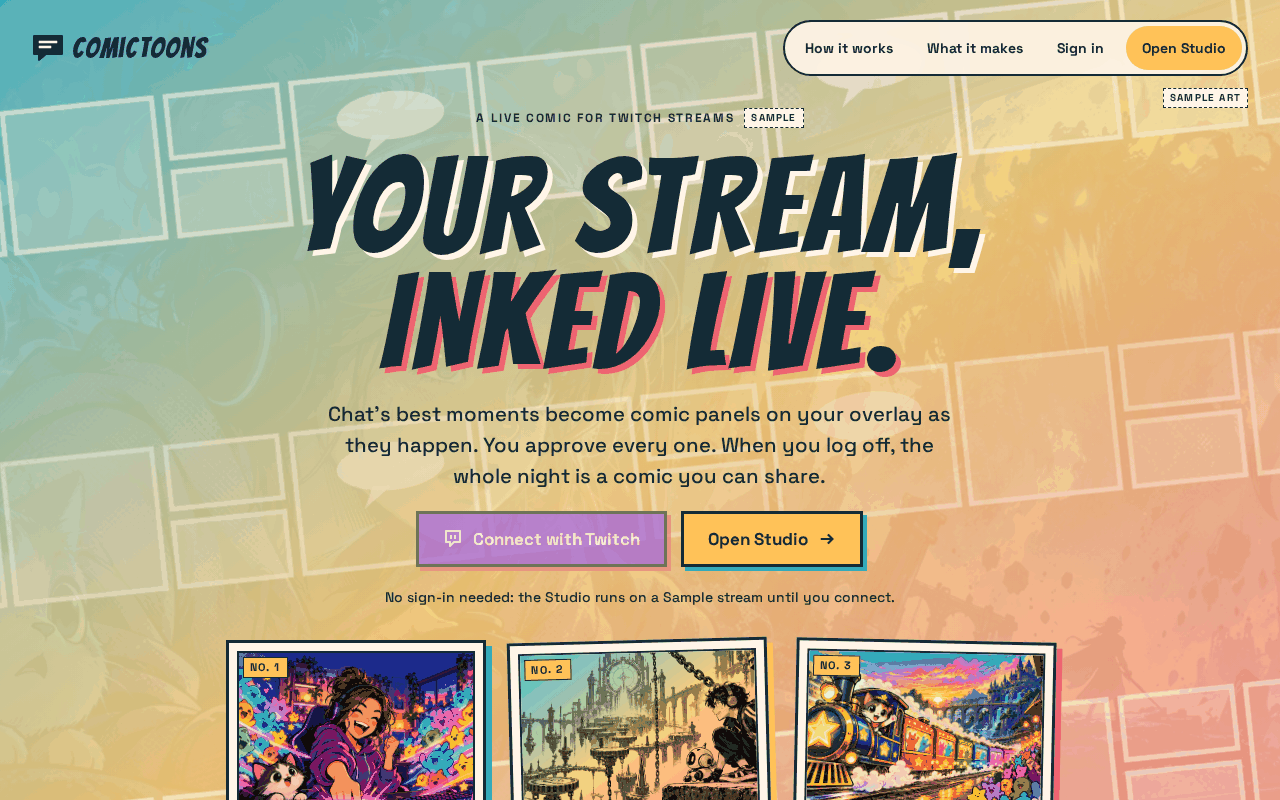 COMICTOONS
How it works
What it makes
Sign in
Open Studio
SAMPLE ART
A LIVE COMIC FOR TWITCH STREAMS
SAMPLE
YOUR STREAM,
INKED LIVE.
Chat's best moments become comic panels on your overlay as
they happen. You approve every one. When you log off, the
whole night is a comic you can share.
Connect with Twitch
Open Studio →
No sign-in needed: the Studio runs on a Sample stream until you connect.
NO. 1
NO. 2
NO. 3